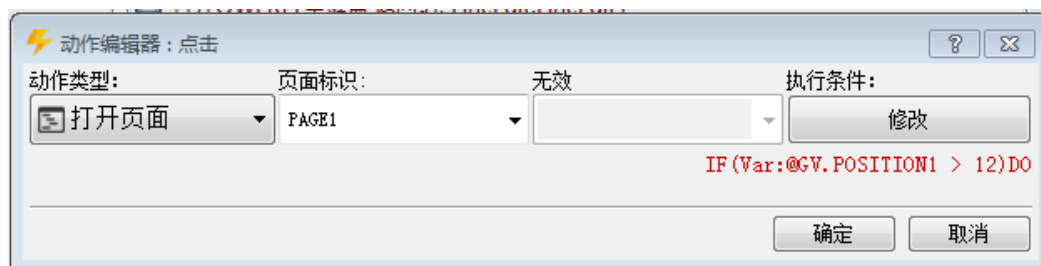 动作编辑器：点击
动作类型： 页面标识： 无效 执行条件：
打开页面 PAGE1 修改
IF(Var:@GV.POSITION1 > 12)DO
确定 取消